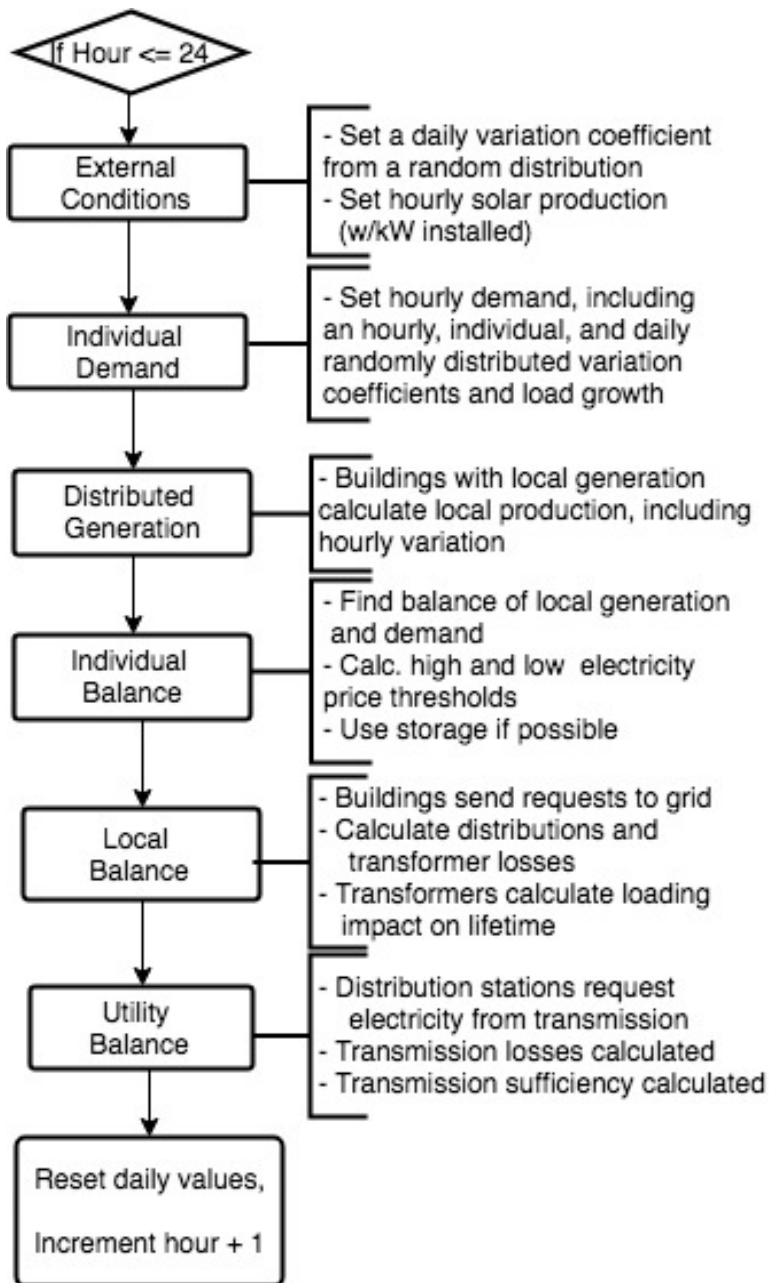 If Hour <= 24
External
Conditions
- Set a daily variation coefficient
from a random distribution
- Set hourly solar production
(w/kW installed)
Individual
Demand
- Set hourly demand, including
an hourly, individual, and daily
randomly distributed variation
coefficients and load growth
Distributed
Generation
- Buildings with local generation
calculate local production, including
hourly variation
Individual
Balance
- Find balance of local generation
and demand
- Calc. high and low electricity
price thresholds
- Use storage if possible
Local
Balance
- Buildings send requests to grid
- Calculate distributions and
transformer losses
- Transformers calculate loading
impact on lifetime
Utility
Balance
- Distribution stations request
electricity from transmission
- Transmission losses calculated
- Transmission sufficiency calculated
Reset daily values,
Increment hour + 1